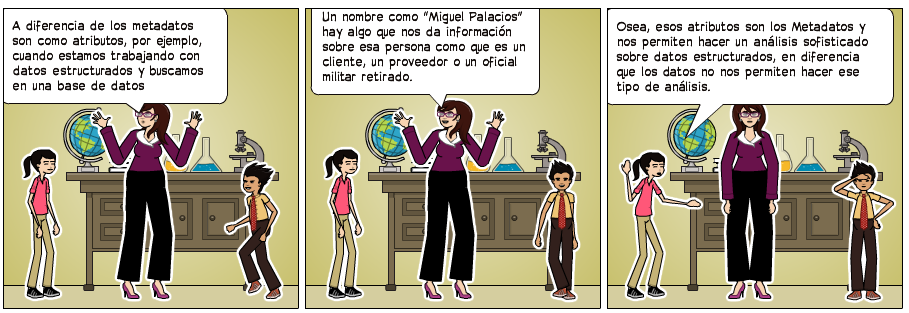 A diferencia de los metadatos
son como atributos, por ejemplo,
cuando estamos trabajando con
datos estructurados y buscamos
en una base de datos
Un nombre como "Miguel Palacios"
hay algo que nos da información
sobre esa persona como que es un
cliente, un proveedor o un oficial
militar retirado.
Osea, esos atributos son los Metadatos y
nos permiten hacer un análisis sofisticado
sobre datos estructurados, en diferencia
que los datos no nos permiten hacer ese
tipo de análisis.